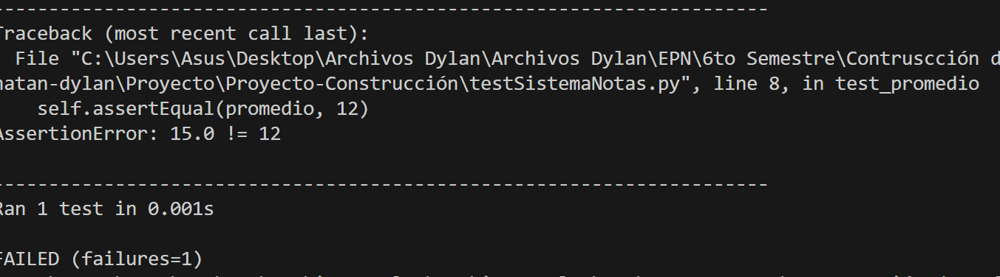 ----------------------------------------------------------------------
Traceback (most recent call last):
  File "C:\Users\Asus\Desktop\Archivos Dylan\Archivos Dylan\EPN\6to Semestre\Contruscción d
natan-dylan\Proyecto\Proyecto-Construcción\testSistemaNotas.py", line 8, in test_promedio
    self.assertEqual(promedio, 12)
AssertionError: 15.0 != 12
----------------------------------------------------------------------
Ran 1 test in 0.001s
FAILED (failures=1)